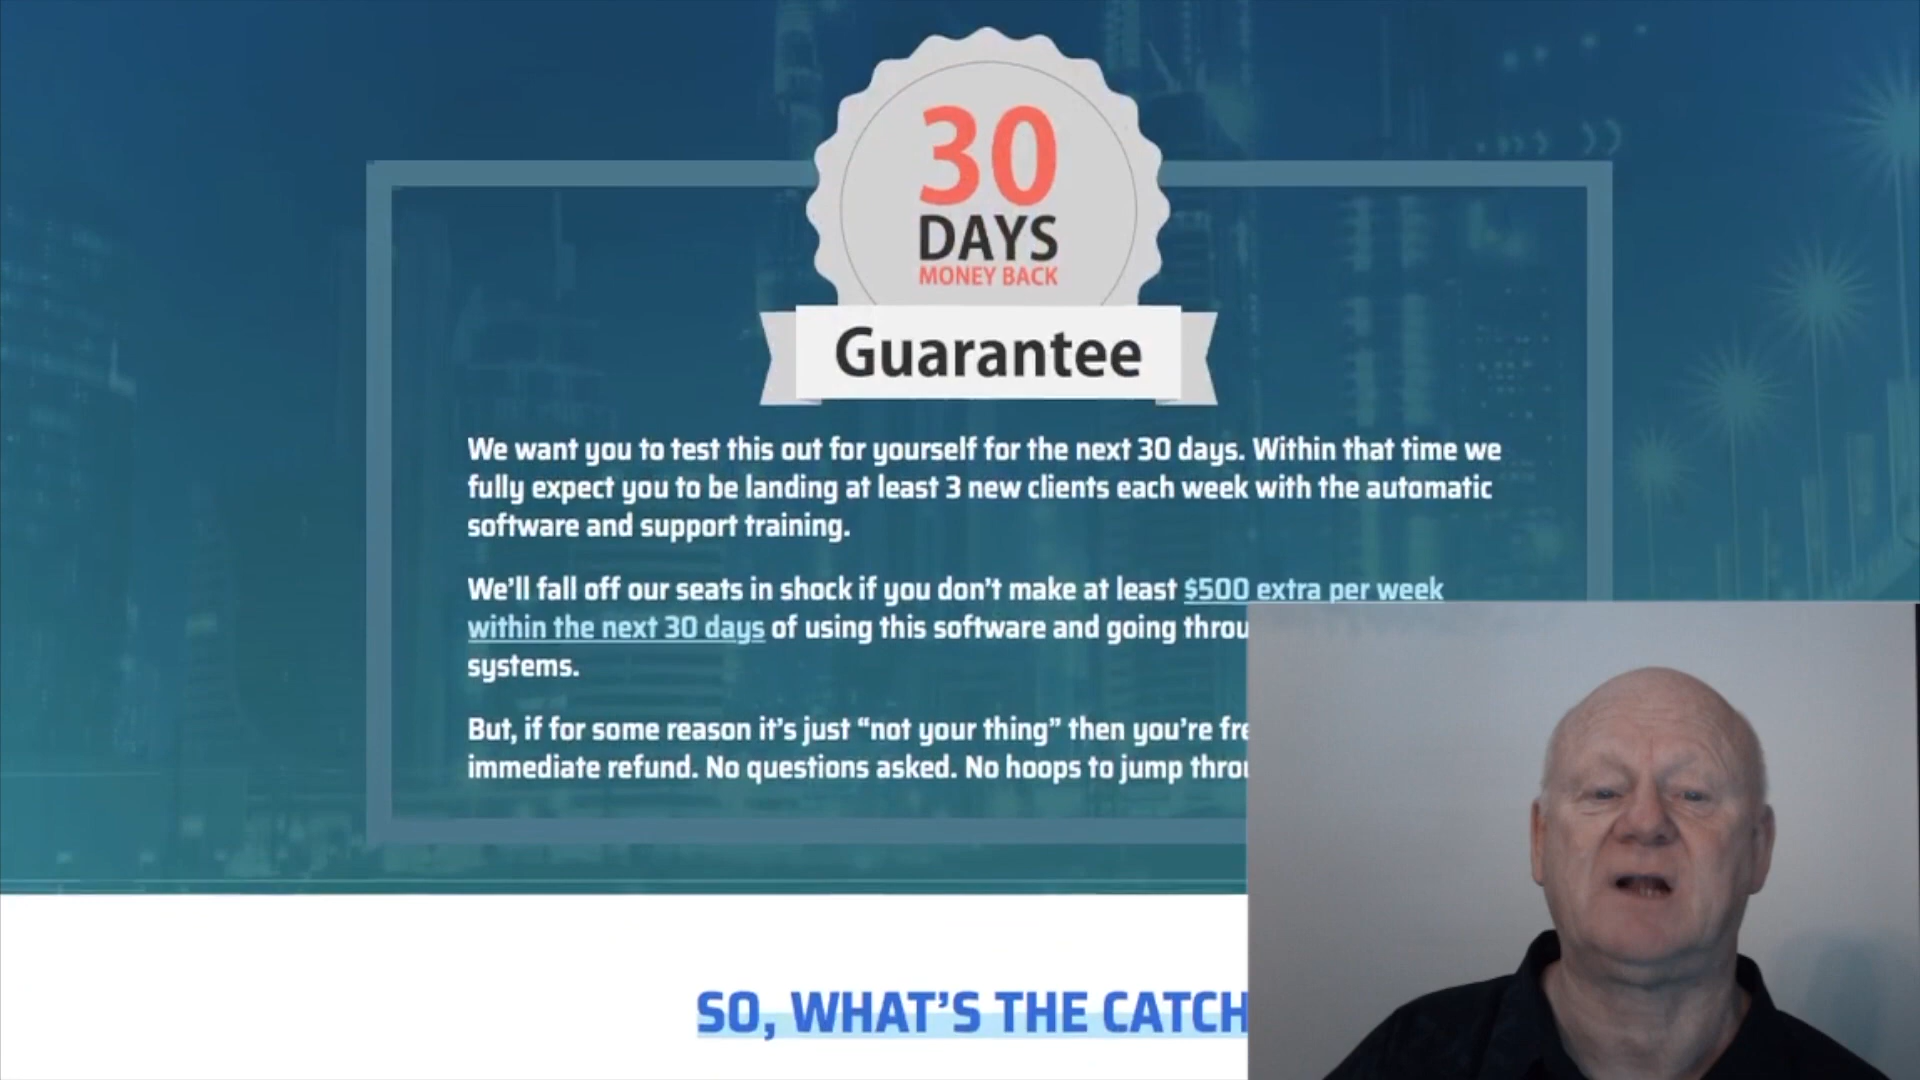 30
DAYS
MONEY BACK
Guarantee
We want you to test this out for yourself for the next 30 days. Within that time we
fully expect you to be landing at least 3 new clients each week with the automatic
software and support training.
We’ll fall off our seats in shock if you don’t make at least $500 extra per week
within the next 30 days of using this software and going
systems.
But, if for some reason it’s just “not your thing” then you’re
immediate refund. No questions asked. No hoops to jump
SO, WHAT’S THE CATCH